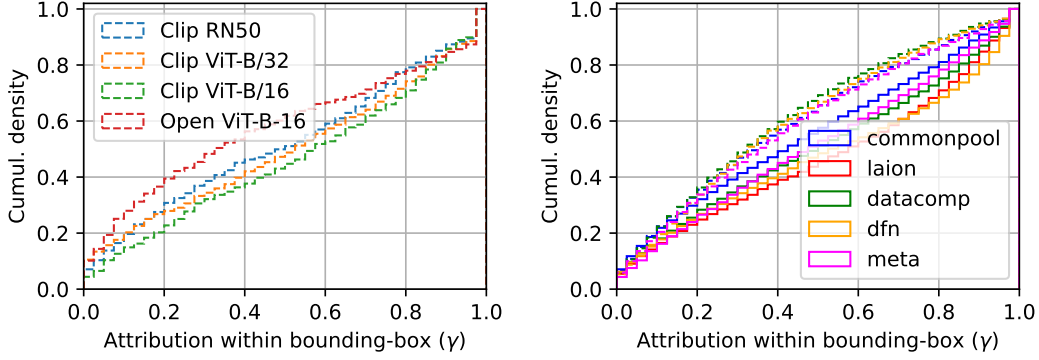 Cumul. density
1.0
0.8
0.6
0.4
0.2
0.0
Clip RN50
Clip ViT-B/32
Clip ViT-B/16
Open ViT-B-16
0.0 0.2 0.4 0.6 0.8 1.0
Attribution within bounding-box (γ)
Cumul. density
1.0
0.8
0.6
0.4
0.2
0.0
commonpool
laion
datacomp
dfn
meta
0.0 0.2 0.4 0.6 0.8 1.0
Attribution within bounding-box (γ)